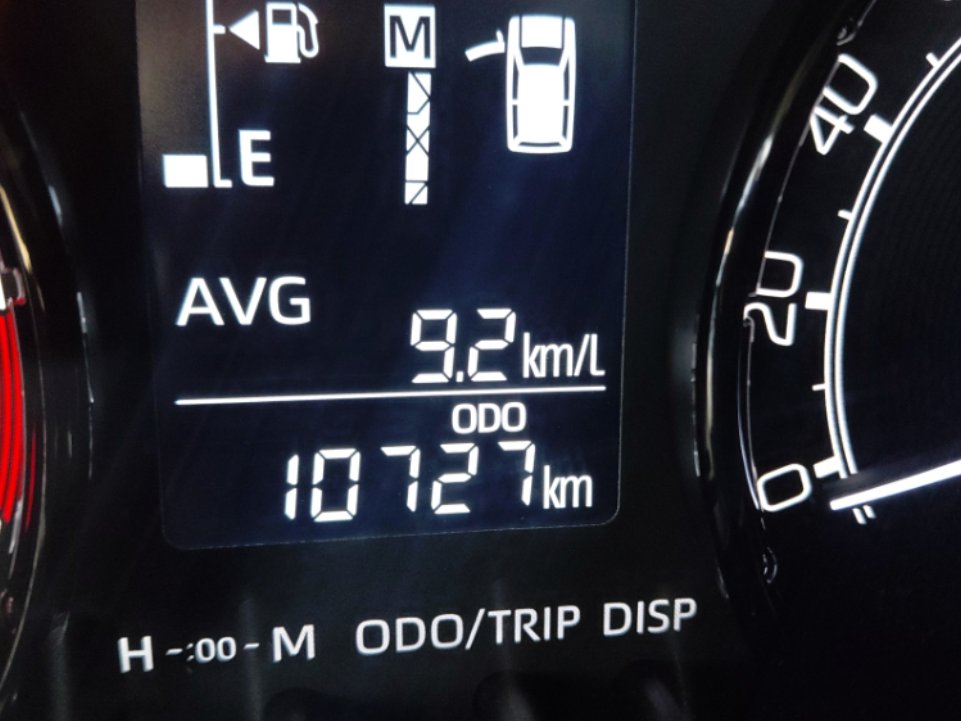 M
E
40
AVG
20
9.2 km/L
ODO
10727 km
0
H -:00- M ODO/TRIP DISP